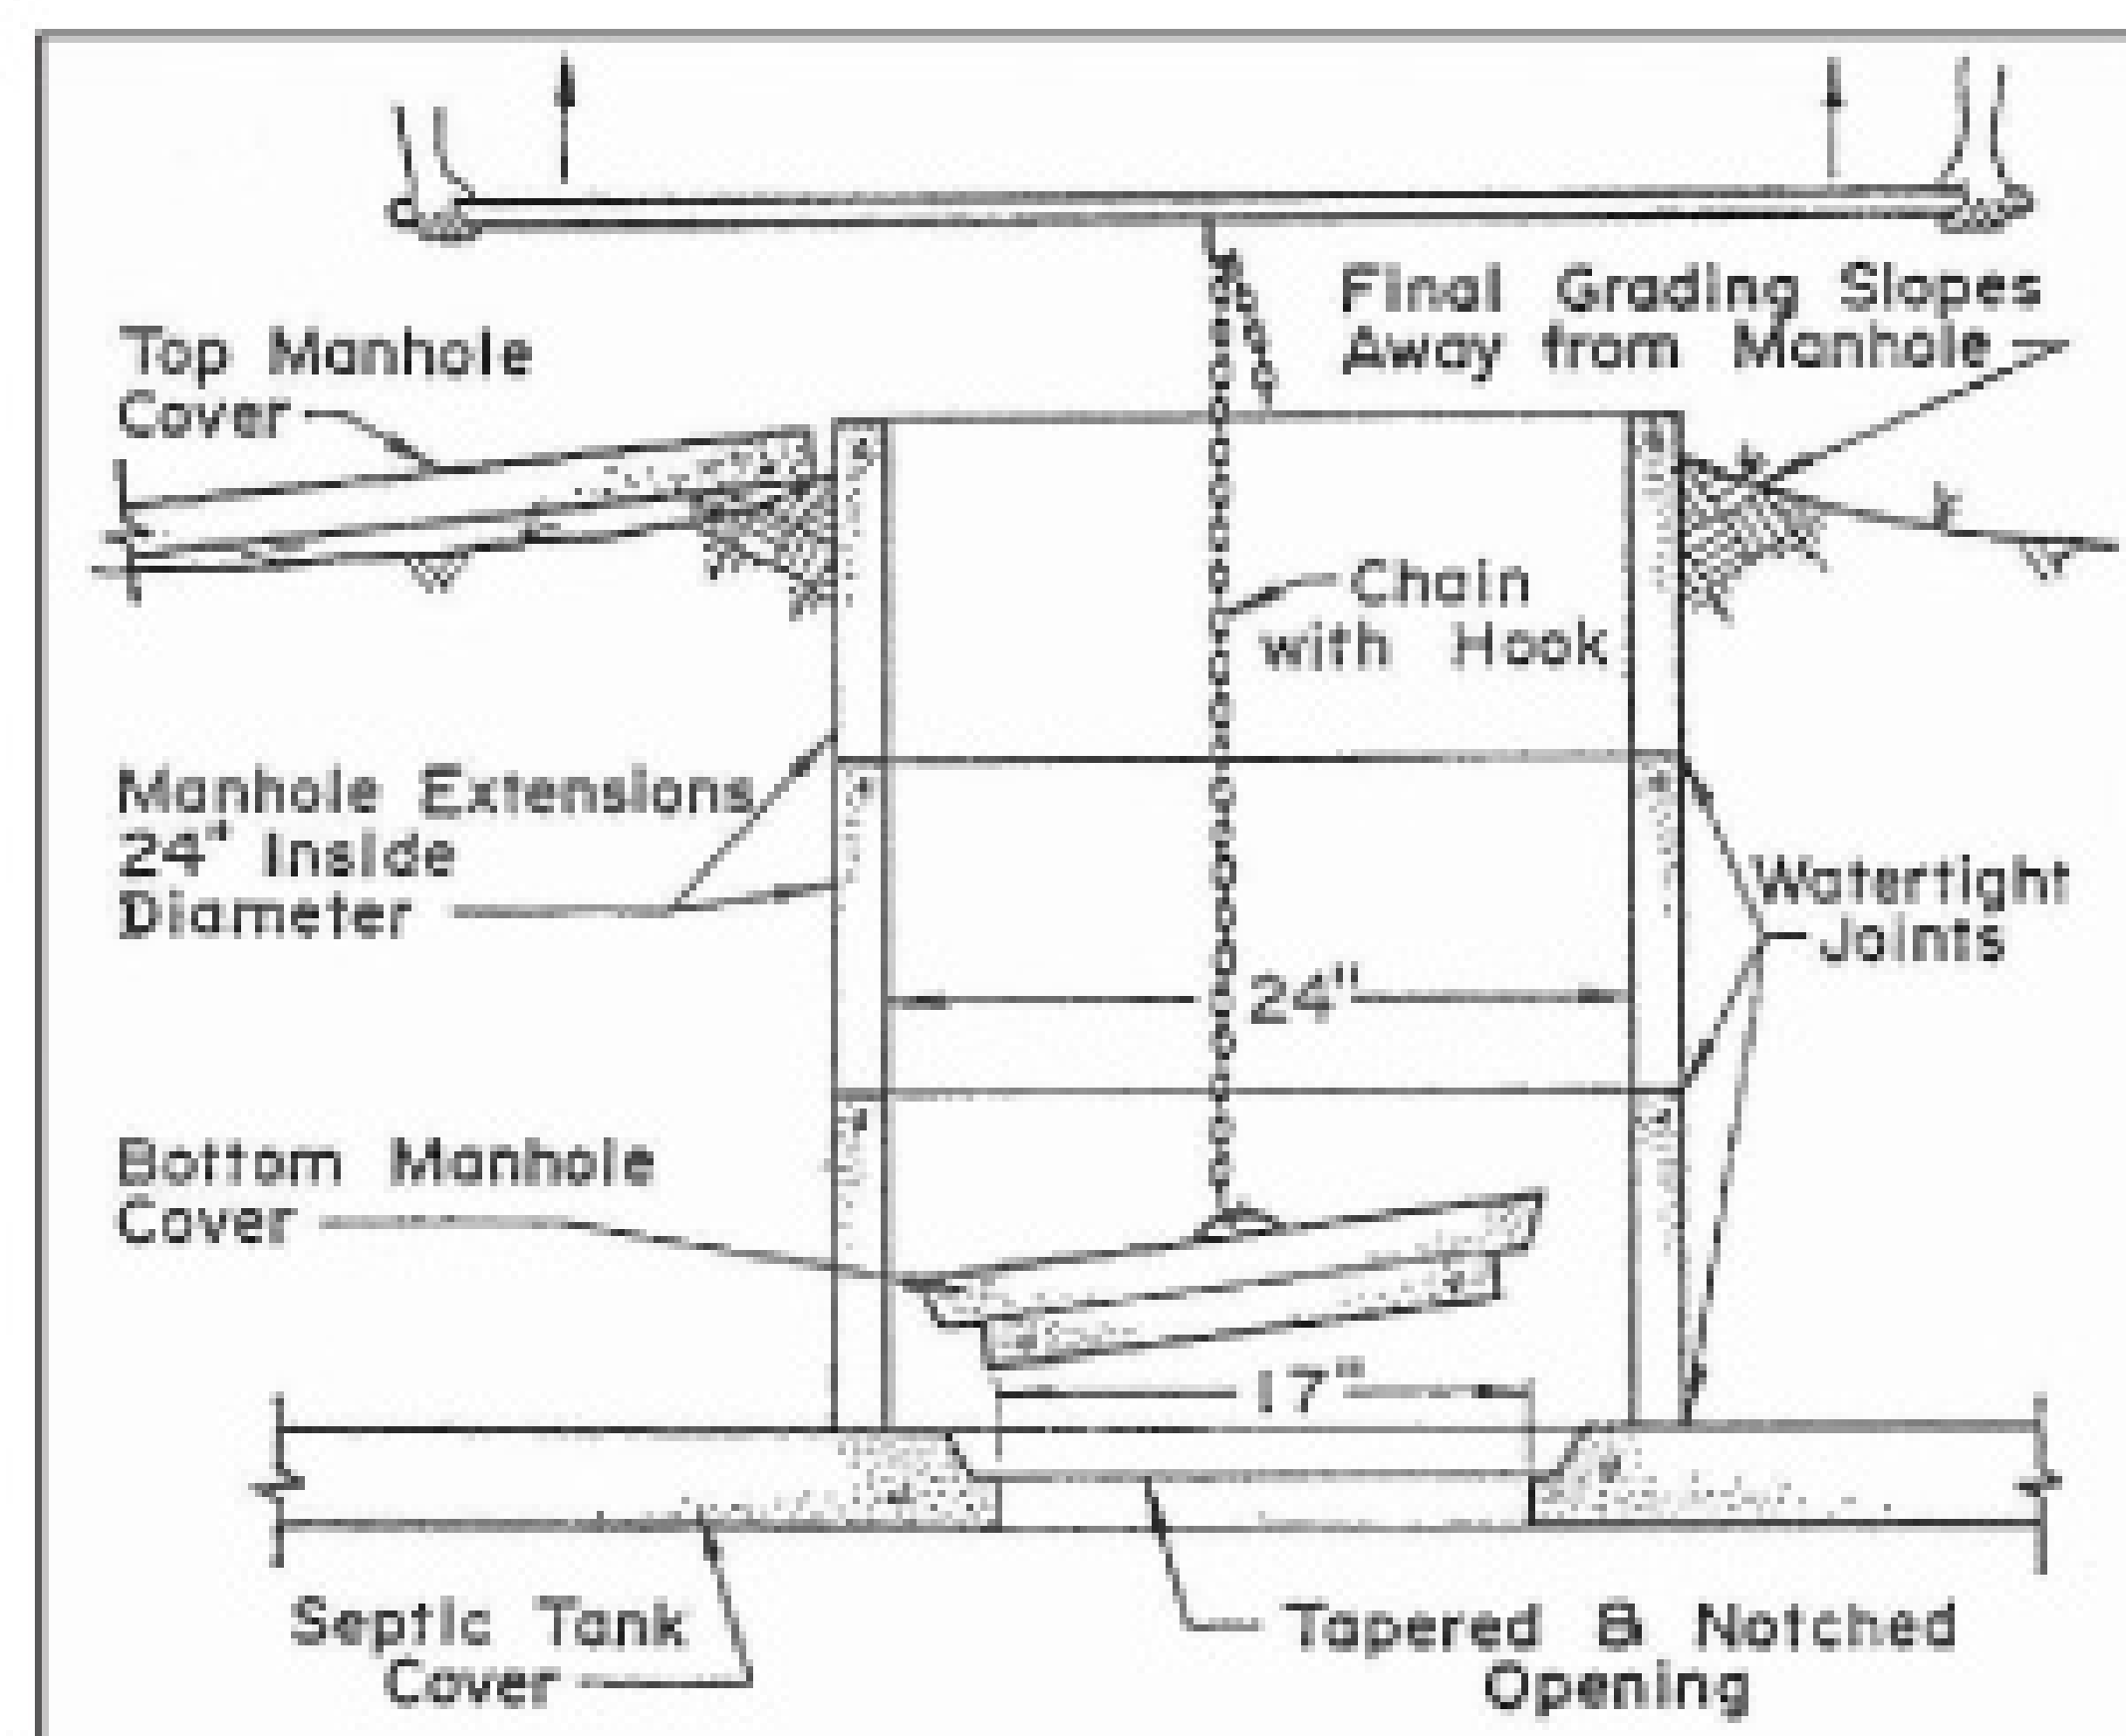 Final Grading Slopes
Away from Manhole
Top Manhole
Cover
Chain
with Hook
Manhole Extensions
24" Inside
Diameter
Watertight
Joints
24"
Bottom Manhole
Cover
17"
Septic Tank
Cover
Tapered & Notched
Opening